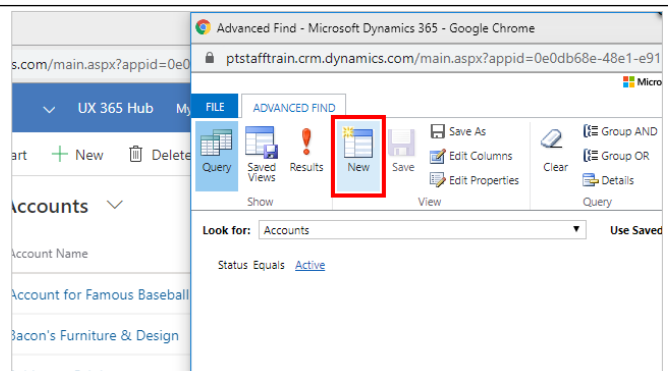 Advanced Find - Microsoft Dynamics 365 - Google Chrome
s.com/main.aspx?appid=0e0
ptstafftrain.crm.dynamics.com/main.aspx?appid=0e0db68e-48e1-e91
Micro
UX 365 Hub My
FILE ADVANCED FIND
art New Delete
Query Saved Views Results New Save
Save As
Edit Columns
Edit Properties
Clear
Group AND
Group OR
Details
Show View Query
Accounts
Look for: Accounts Use Saved
Account Name
Status Equals Active
Account for Famous Baseball
Bacon's Furniture & Design